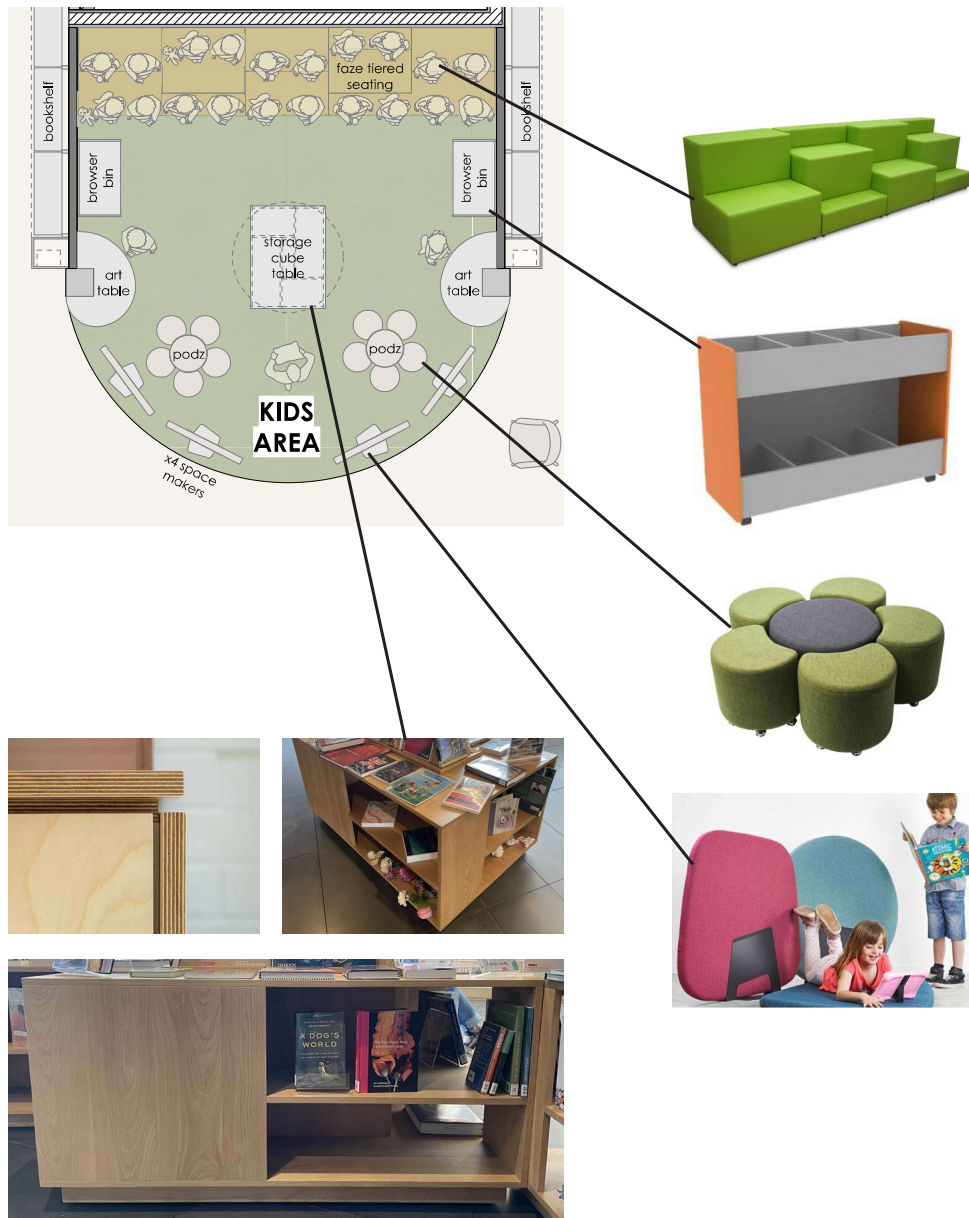 faze tiered
seating
bookshelf
bookshelf
browser
bin
browser
bin
storage
cube
table
art
table
art
table
podz
podz
KIDS
AREA
x4 space
makers
ATOMIC
A DOG'S
WORLD